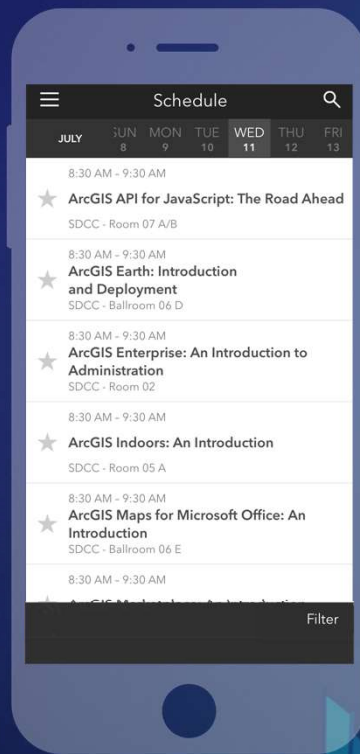 Schedule
JULY
SUN MON TUE WED THU FRI
8 9 10 11 12 13
8:30 AM – 9:30 AM
ArcGIS API for JavaScript: The Road Ahead
SDCC - Room 07 A/B
8:30 AM – 9:30 AM
ArcGIS Earth: Introduction
and Deployment
SDCC - Ballroom 06 D
8:30 AM – 9:30 AM
ArcGIS Enterprise: An Introduction to
Administration
SDCC - Room 02
8:30 AM – 9:30 AM
ArcGIS Indoors: An Introduction
SDCC - Room 05 A
8:30 AM – 9:30 AM
ArcGIS Maps for Microsoft Office: An
Introduction
SDCC - Ballroom 06 E
8:30 AM – 9:30 AM
Filter